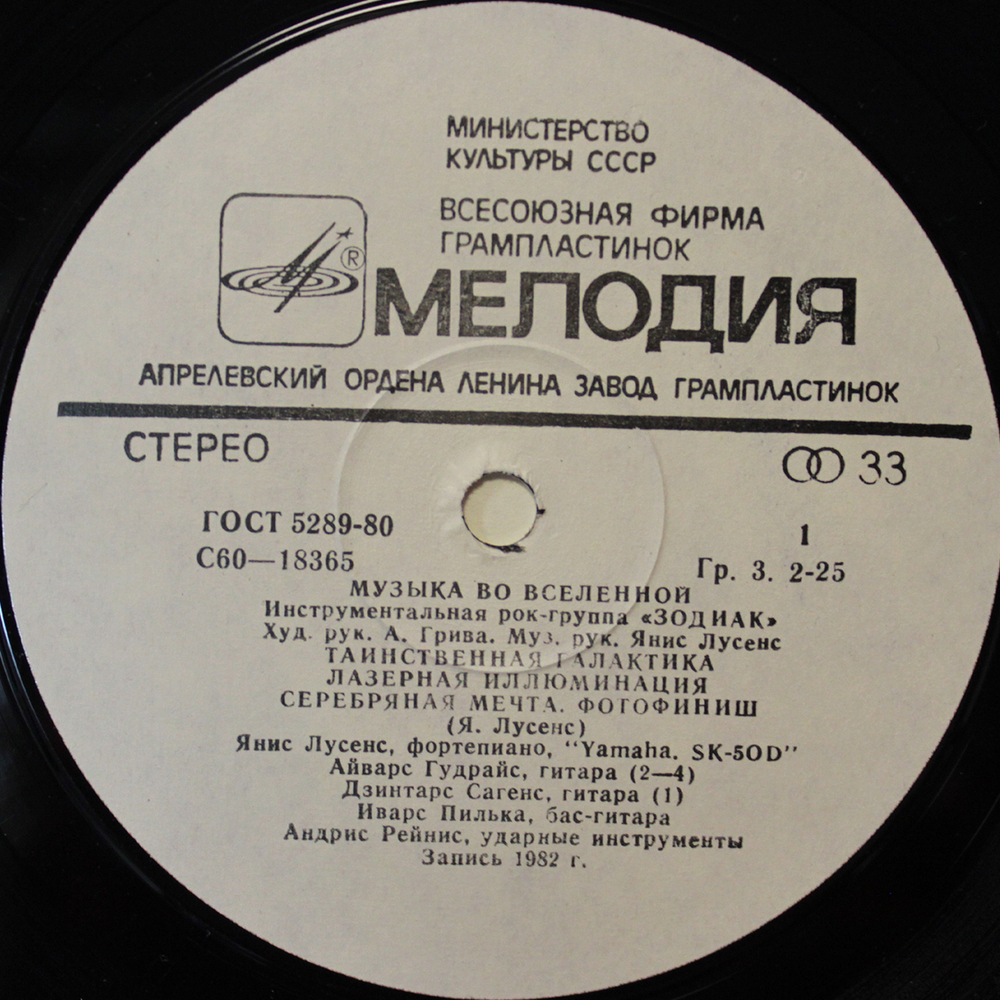 МИНИСТЕРСТВО
КУЛЬТУРЫ СССР
ВСЕСОЮЗНАЯ ФИРМА
ГРАМПЛАСТИНОК
®
МЕЛОДИЯ
АПРЕЛЕВСКИЙ ОРДЕНА ЛЕНИНА ЗАВОД ГРАМПЛАСТИНОК
СТЕРЕО
33
ГОСТ 5289-80
1
С60—18365
Гр. 3. 2-25
МУЗЫКА ВО ВСЕЛЕННОЙ
Инструментальная рок-группа «ЗОДИАК»
Худ. рук. А. Грива. Муз. рук. Янис Лусенс
ТАИНСТВЕННАЯ ГАЛАКТИКА
ЛАЗЕРНАЯ ИЛЛЮМИНАЦИЯ
СЕРЕБРЯНАЯ МЕЧТА. ФОТОФИНИШ
(Я. Лусенс)
Янис Лусенс, фортепиано, "Yamaha. SK-50D"
Айварс Гудрайс, гитара (2—4)
Дзинтарс Сагенс, гитара (1)
Иварс Пилька, бас-гитара
Андрис Рейнис, ударные инструменты
Запись 1982 г.